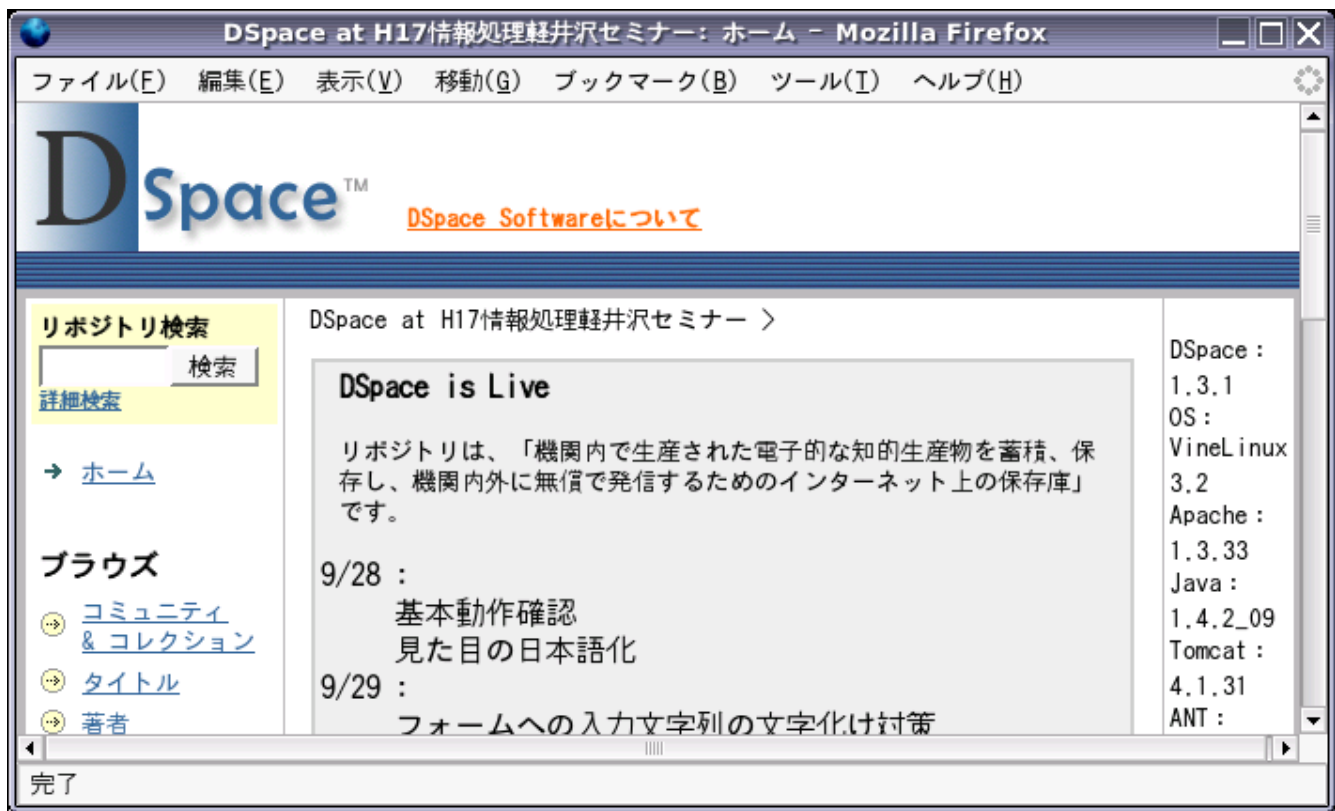 DSpace at H17情報処理軽井沢セミナー: ホーム - Mozilla Firefox
ファイル(F) 編集(E) 表示(V) 移動(G) ブックマーク(B) ツール(T) ヘルプ(H)
DSpace™
DSpace Softwareについて
リポジトリ検索
検索
詳細検索
ホーム
ブラウズ
コミュニティ
& コレクション
タイトル
著者
DSpace at H17情報処理軽井沢セミナー >
DSpace is Live
リポジトリは、「機関内で生産された電子的な知的生産物を蓄積、保
存し、機関内外に無償で発信するためのインターネット上の保存庫」
です。
9/28 :
基本動作確認
見た目の日本語化
9/29 :
フォームへの入力文字列の文字化け対策
DSpace:
1.3.1
OS:
VineLinux
3.2
Apache:
1.3.33
Java:
1.4.2_09
Tomcat:
4.1.31
ANT:
完了